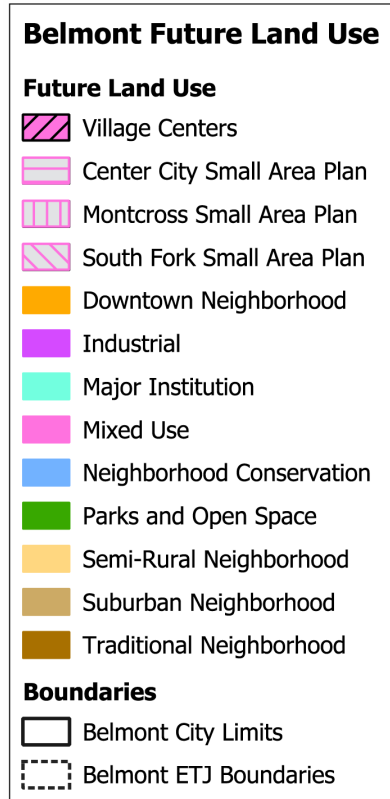 Belmont Future Land Use
Future Land Use
Village Centers
Center City Small Area Plan
Montcross Small Area Plan
South Fork Small Area Plan
Downtown Neighborhood
Industrial
Major Institution
Mixed Use
Neighborhood Conservation
Parks and Open Space
Semi-Rural Neighborhood
Suburban Neighborhood
Traditional Neighborhood
Boundaries
Belmont City Limits
Belmont ETJ Boundaries